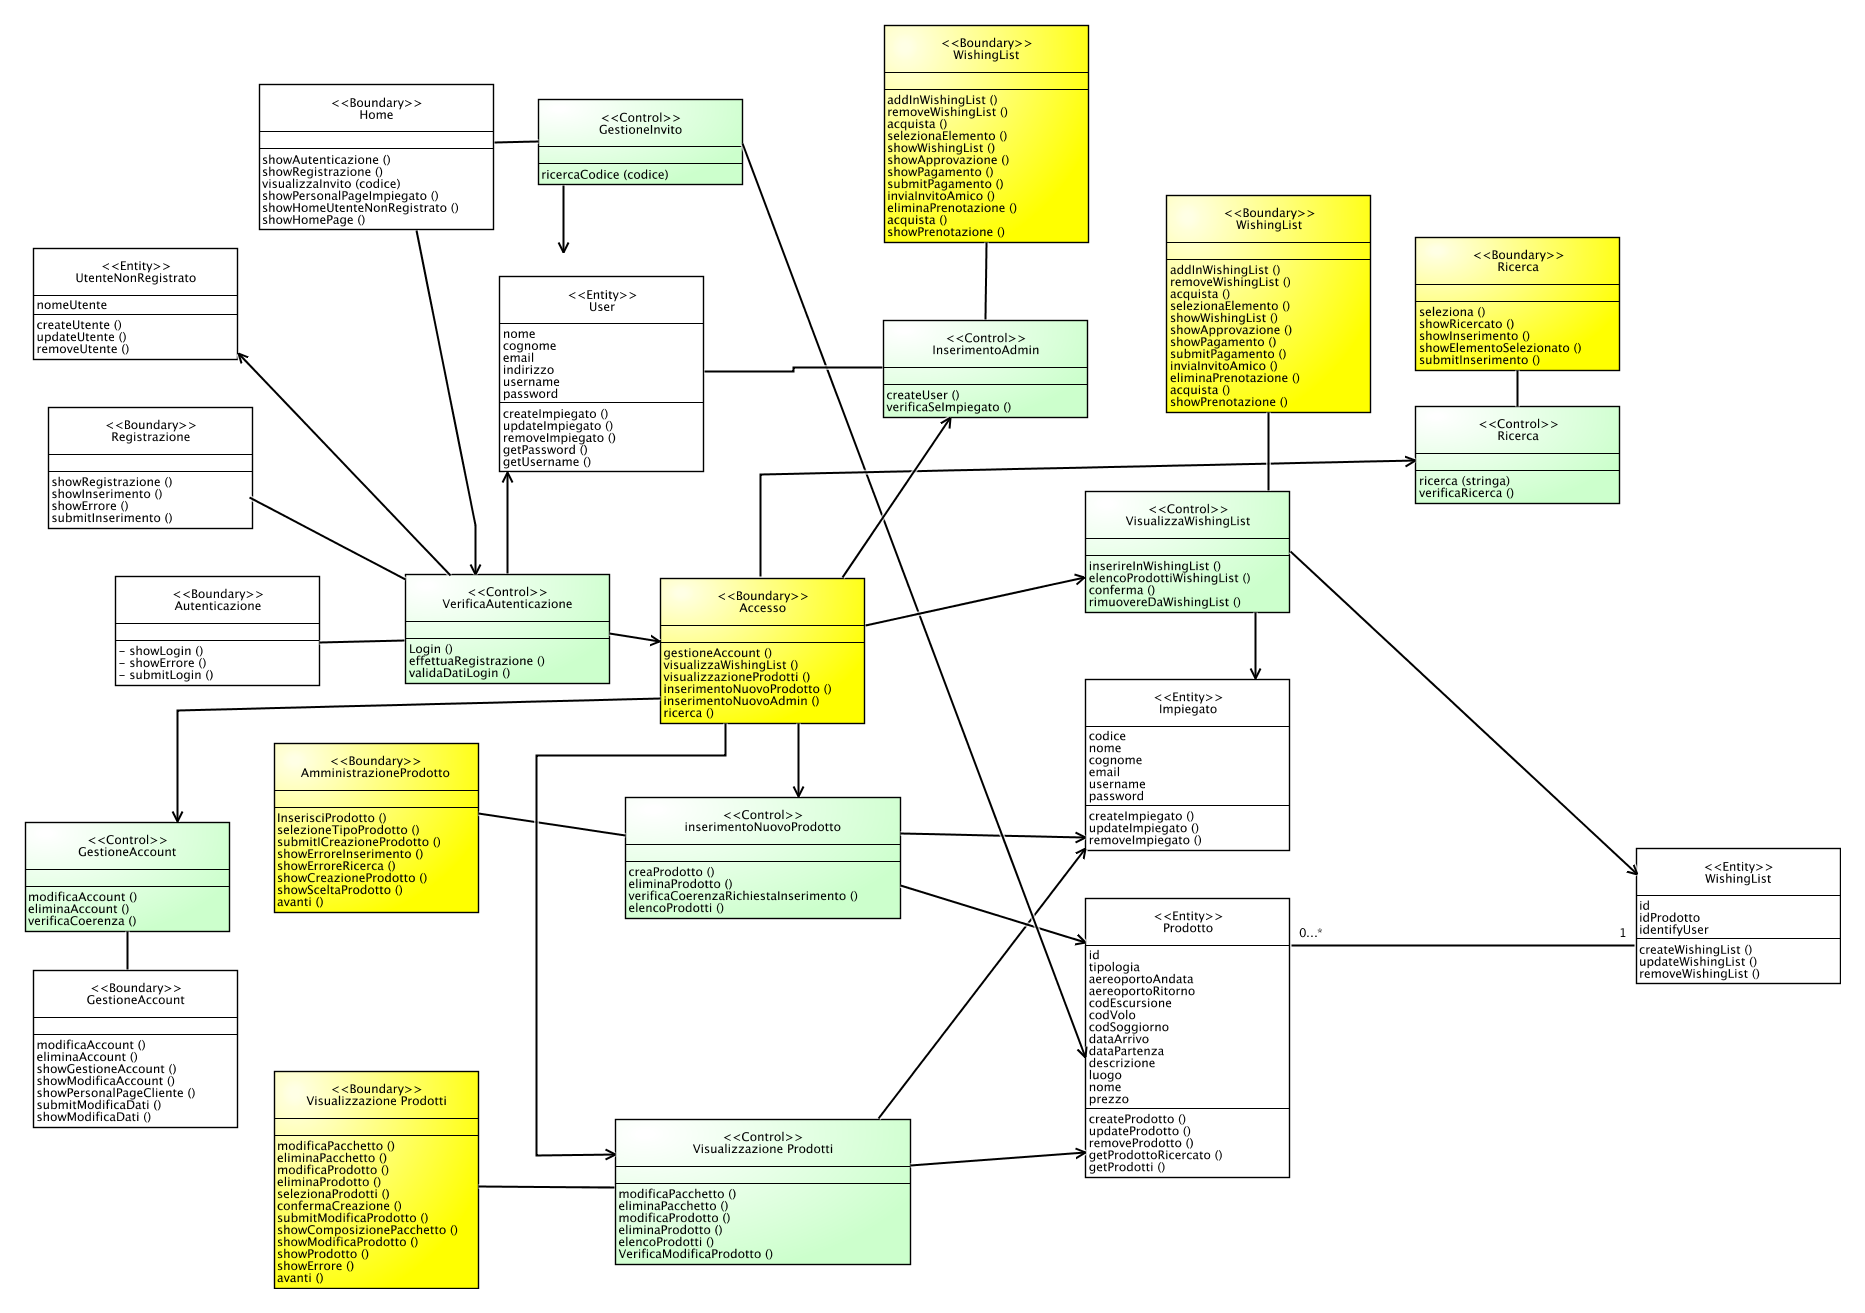 <<Boundary>>
WishingList
addInWishingList ()
removeWishingList ()
acquista ()
selezionaElemento ()
showWishingList ()
showApprovazione ()
showPagamento ()
submitPagamento ()
inviaInvitoAmico ()
eliminaPrenotazione ()
acquista ()
showPrenotazione ()
<<Boundary>>
Home
showAutenticazione ()
showRegistrazione ()
visualizzaInvito (codice)
showPersonalPageImpiegato ()
showHomeUtenteNonRegistrato ()
showHomePage ()
<<Control>>
GestioneInvito
ricercaCodice (codice)
<<Boundary>>
WishingList
addInWishingList ()
removeWishingList ()
acquista ()
selezionaElemento ()
showWishingList ()
showApprovazione ()
showPagamento ()
submitPagamento ()
inviaInvitoAmico ()
eliminaPrenotazione ()
acquista ()
showPrenotazione ()
<<Boundary>>
Ricerca
seleziona ()
showRicercato ()
showInserimento ()
showElementoSelezionato ()
submitInserimento ()
<<Entity>>
UtenteNonRegistrato
nomeUtente
createUtente ()
updateUtente ()
removeUtente ()
<<Entity>>
User
nome
cognome
email
indirizzo
username
password
createImpiegato ()
updateImpiegato ()
removeImpiegato ()
getPassword ()
getUsername ()
<<Control>>
InserimentoAdmin
createUser ()
verificaSeImpiegato ()
<<Boundary>>
Registrazione
showRegistrazione ()
showInserimento ()
showErrore ()
submitInserimento ()
<<Control>>
Ricerca
ricerca (stringa)
verificaRicerca ()
<<Control>>
VisualizzaWishingList
inserireInWishingList ()
elencoProdottiWishingList ()
conferma ()
rimuovereDaWishingList ()
<<Boundary>>
Autenticazione
- showLogin ()
- showErrore ()
- submitLogin ()
<<Control>>
VerificaAutenticazione
Login ()
effettuaRegistrazione ()
validaDatiLogin ()
<<Boundary>>
Accesso
gestioneAccount ()
visualizzaWishingList ()
visualizzazioneProdotti ()
inserimentoNuovoProdotto ()
inserimentoNuovoAdmin ()
ricerca ()
<<Entity>>
Impiegato
codice
nome
cognome
email
username
password
createImpiegato ()
updateImpiegato ()
removeImpiegato ()
<<Boundary>>
AmministrazioneProdotto
InserisciProdotto ()
selezioneTipoProdotto ()
submitICreazioneProdotto ()
showErroreInserimento ()
showErroreRicerca ()
showCreazioneProdotto ()
showSceltaProdotto ()
avanti ()
<<Control>>
inserimentoNuovoProdotto
creaProdotto ()
eliminaProdotto ()
verificaCoerenzaRichiestaInserimento ()
elencoProdotti ()
<<Control>>
GestioneAccount
modificaAccount ()
eliminaAccount ()
verificaCoerenza ()
<<Entity>>
WishingList
id
idProdotto
identifyUser
createWishingList ()
updateWishingList ()
removeWishingList ()
<<Entity>>
Prodotto
id
tipologia
aereoportoAndata
aereoportoRitorno
codEscursione
codVolo
codSoggiorno
dataArrivo
dataPartenza
descrizione
luogo
nome
prezzo
createProdotto ()
updateProdotto ()
removeProdotto ()
getProdottoRicercato ()
getProdotti ()
0...*
1
<<Boundary>>
GestioneAccount
modificaAccount ()
eliminaAccount ()
showGestioneAccount ()
showModificaAccount ()
showPersonalPageCliente ()
submitModificaDati ()
showModificaDati ()
<<Boundary>>
Visualizzazione Prodotti
modificaPacchetto ()
eliminaPacchetto ()
modificaProdotto ()
eliminaProdotto ()
selezionaProdotti ()
confermaCreazione ()
submitModificaProdotto ()
showComposizionePacchetto ()
showModificaProdotto ()
showProdotto ()
showErrore ()
avanti ()
<<Control>>
Visualizzazione Prodotti
modificaPacchetto ()
eliminaPacchetto ()
modificaProdotto ()
eliminaProdotto ()
elencoProdotti ()
VerificaModificaProdotto ()